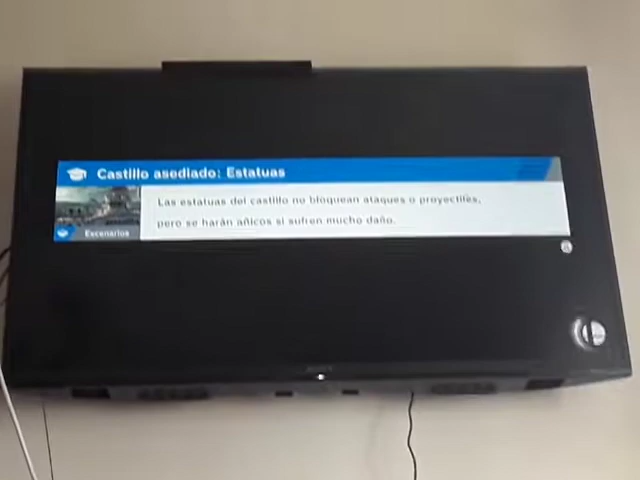 Castillo asediado: Estatuas
Las estatuas del castillo no bloquean ataques o proyectiles,
pero se harán añicos si sufren mucho daño.
Escenarios